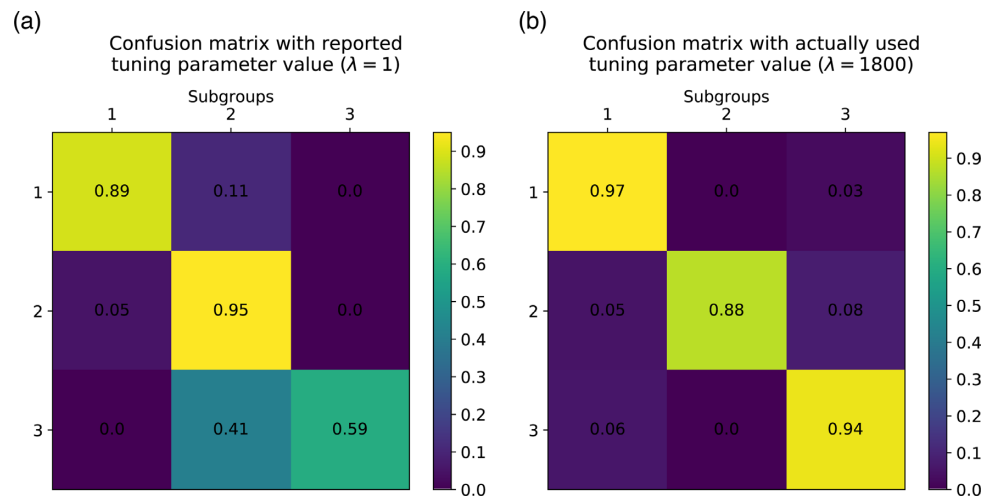 (a)
Confusion matrix with reported
tuning parameter value (λ = 1)
Subgroups
1 2 3
1 0.89 0.11 0.0
2 0.05 0.95 0.0
3 0.0 0.41 0.59
0.9
0.8
0.7
0.6
0.5
0.4
0.3
0.2
0.1
0.0
(b)
Confusion matrix with actually used
tuning parameter value (λ = 1800)
Subgroups
1 2 3
1 0.97 0.0 0.03
2 0.05 0.88 0.08
3 0.06 0.0 0.94
0.9
0.8
0.7
0.6
0.5
0.4
0.3
0.2
0.1
0.0